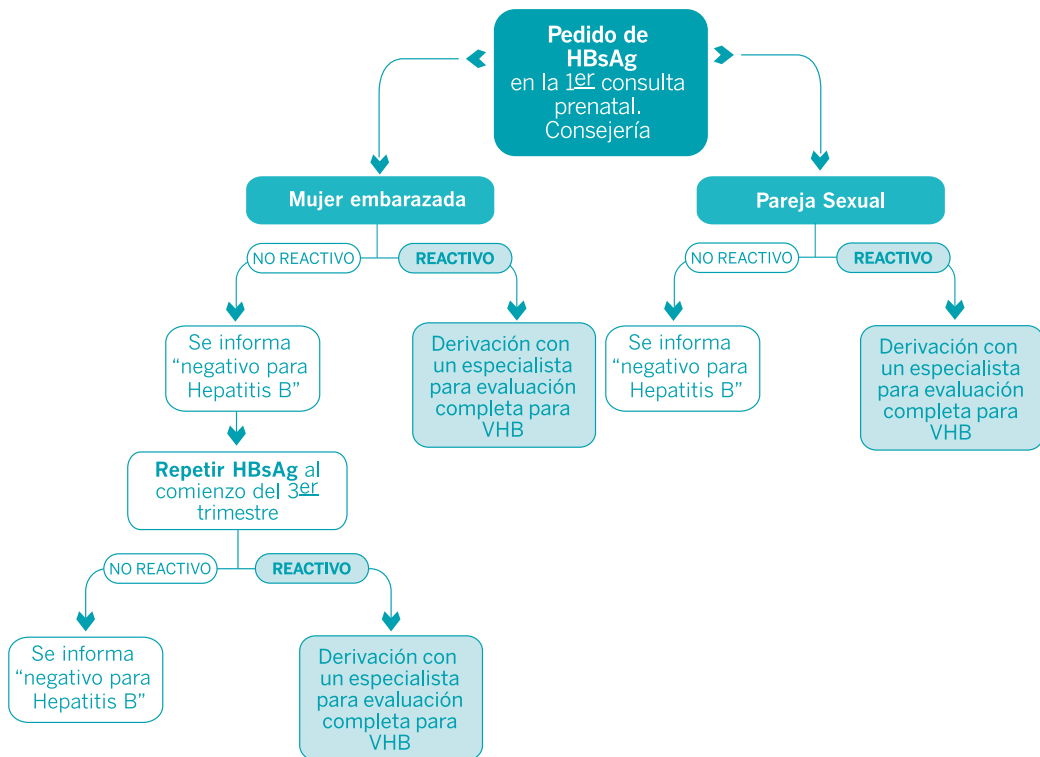 Pedido de
HBsAg
en la 1er consulta
prenatal.
Consejería
Mujer embarazada
Pareja Sexual
NO REACTIVO
REACTIVO
NO REACTIVO
REACTIVO
Se informa
“negativo para
Hepatitis B”
Derivación con
un especialista
para evaluación
completa para
VHB
Se informa
“negativo para
Hepatitis B”
Derivación con
un especialista
para evaluación
completa para
VHB
Repetir HBsAg al
comienzo del 3er
trimestre
NO REACTIVO
REACTIVO
Se informa
“negativo para
Hepatitis B”
Derivación con
un especialista
para evaluación
completa para
VHB